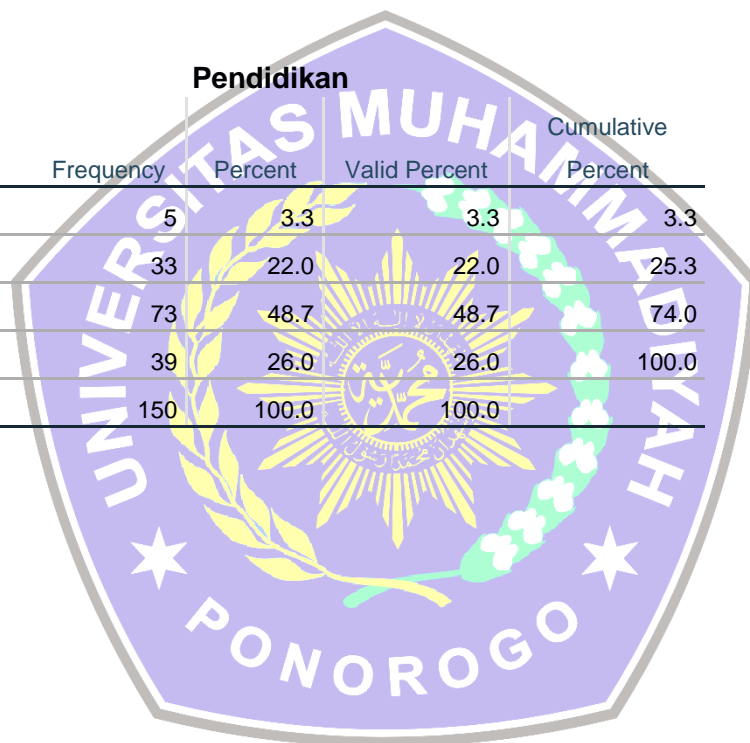 Pendidikan
Frequency Percent Valid Percent Cumulative Percent
5 3.3 3.3 3.3
33 22.0 22.0 25.3
73 48.7 48.7 74.0
39 26.0 26.0 100.0
150 100.0 100.0
UNIVERSITAS MUHAMMADIYAH
PONOROGO